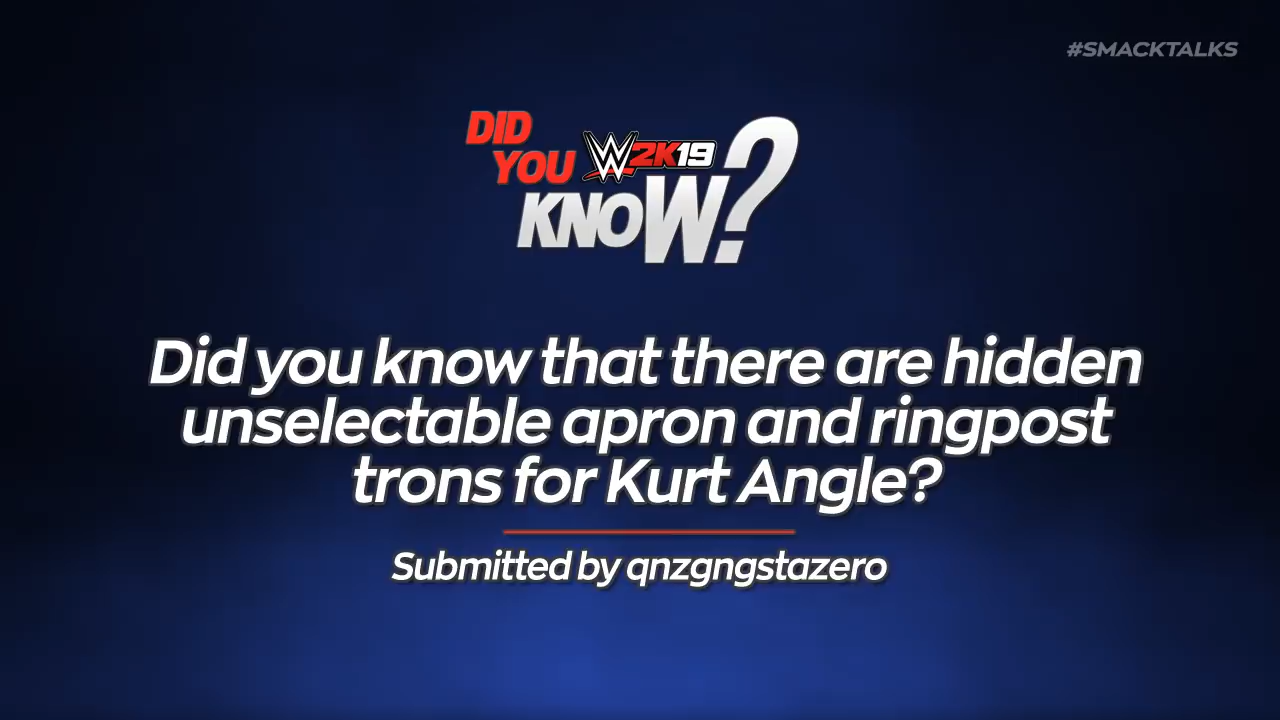 #SMACKTALKS
DID
YOU W 2K19
KNOW?
Did you know that there are hidden
unselectable apron and ringpost
trons for Kurt Angle?
Submitted by qnzgngstazero